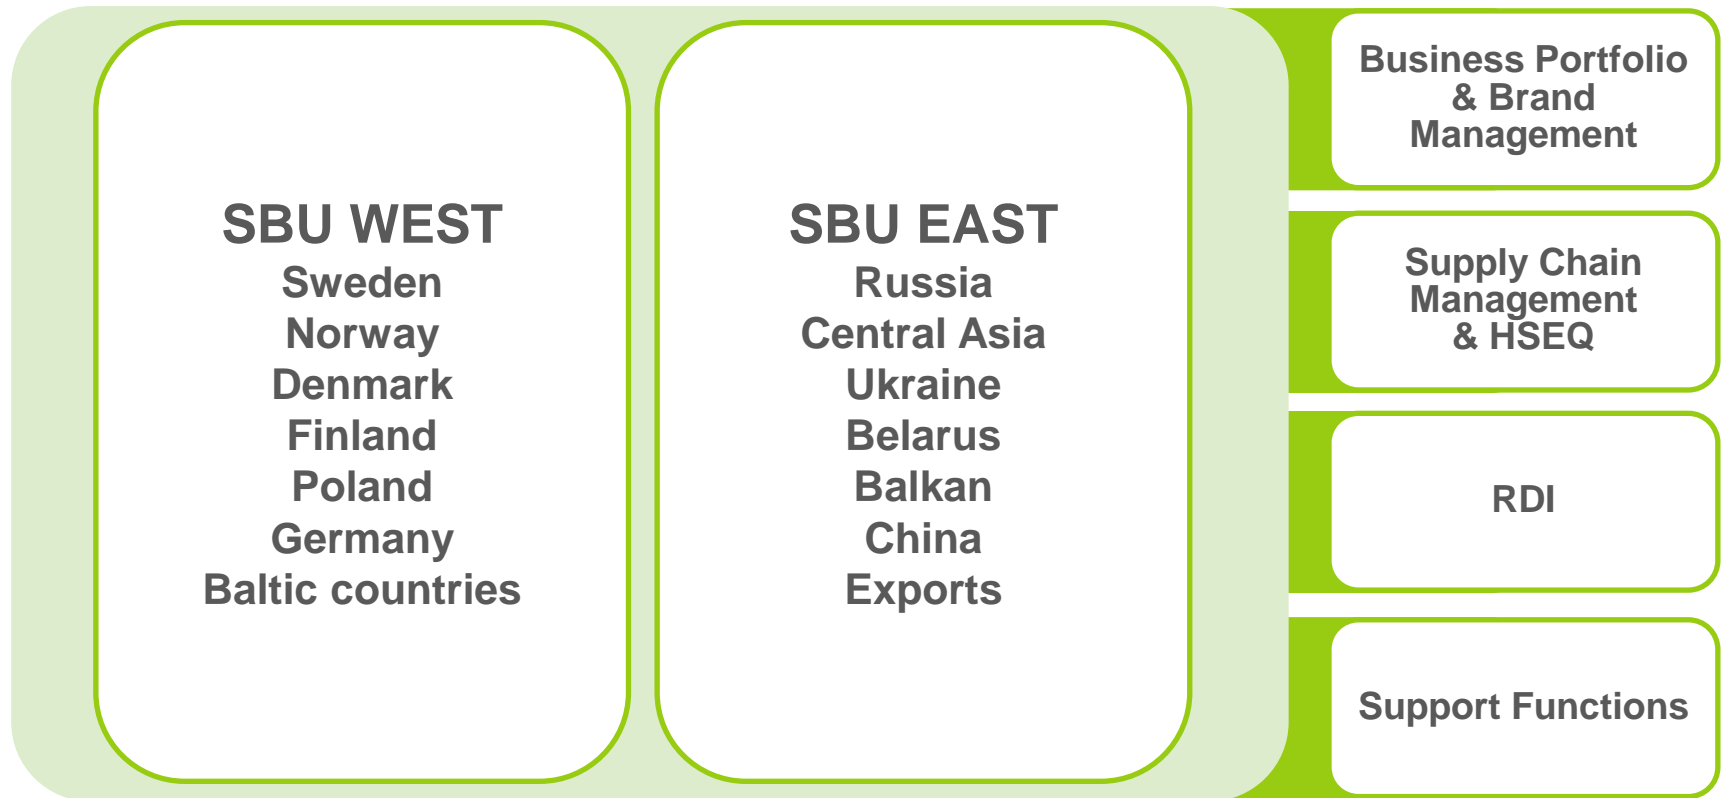 SBU WEST
Sweden
Norway
Denmark
Finland
Poland
Germany
Baltic countries
SBU EAST
Russia
Central Asia
Ukraine
Belarus
Balkan
China
Exports
Business Portfolio
& Brand
Management
Supply Chain
Management
& HSEQ
RDI
Support Functions